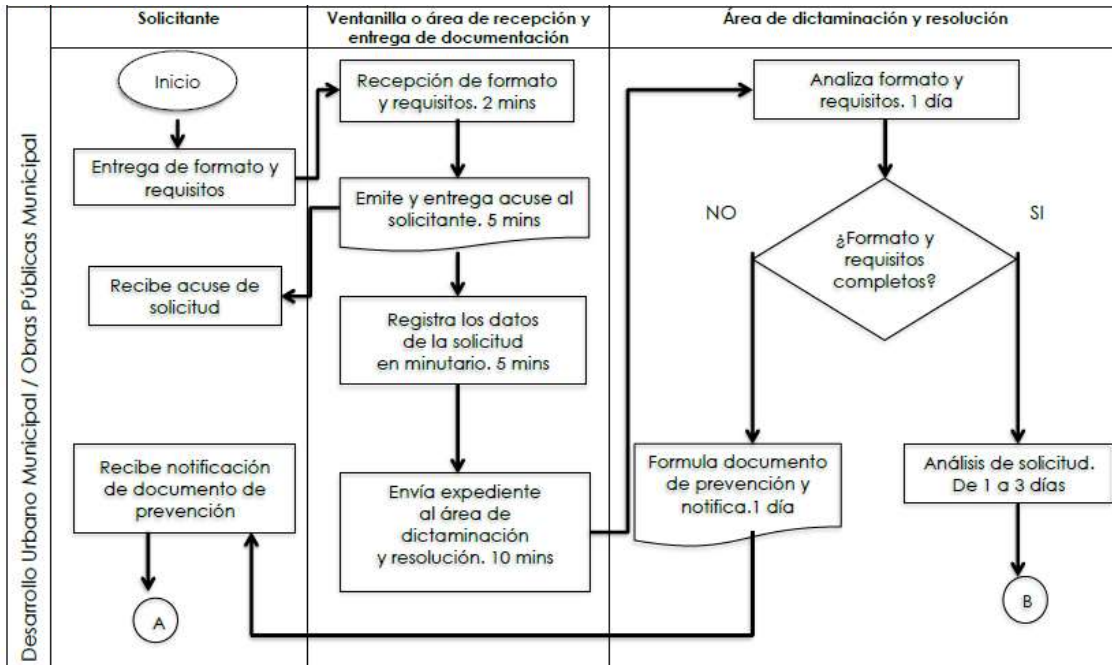 Solicitante
Ventanilla o área de recepción y
entrega de documentación
Área de dictaminación y resolución
Desarrollo Urbano Municipal / Obras Públicas Municipal
Inicio
Entrega de formato y
requisitos
Recibe acuse de
solicitud
Recibe notificación
de documento de
prevención
A
Recepción de formato
y requisitos. 2 mins
Emite y entrega acuse al
solicitante. 5 mins
Registra los datos
de la solicitud
en minutario. 5 mins
Envía expediente
al área de
dictaminación
y resolución. 10 mins
Analiza formato y
requisitos. 1 día
NO
SI
¿Formato y
requisitos
completos?
Formula documento
de prevención y
notifica.1 día
Análisis de solicitud.
De 1 a 3 días
B